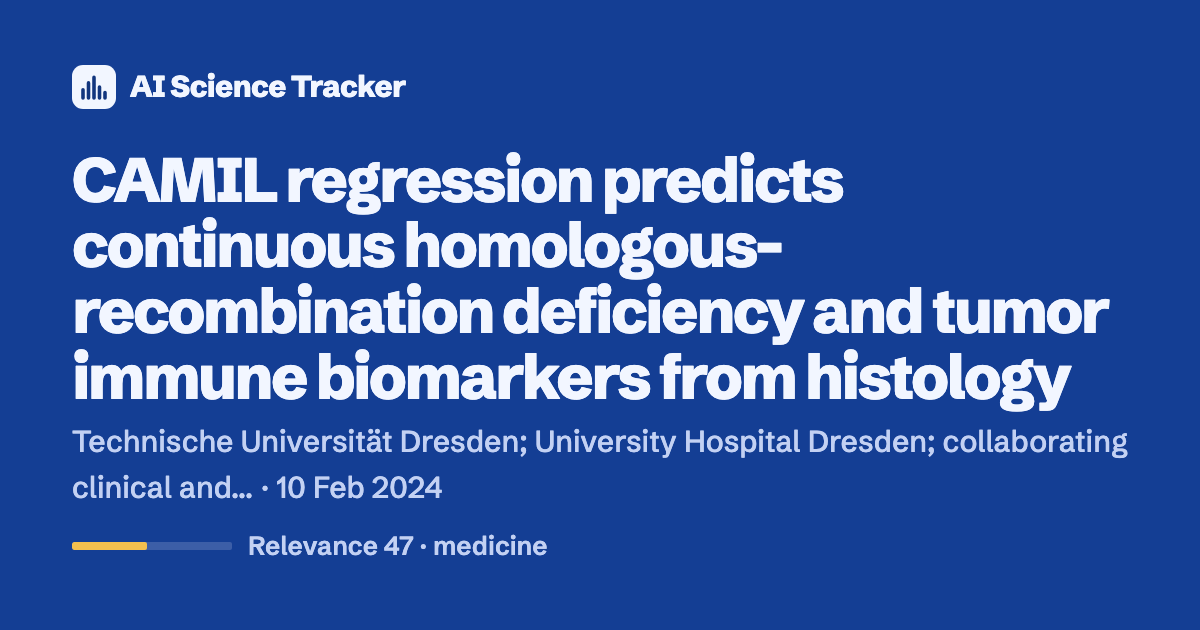 AI Science Tracker
CAMIL regression predicts
continuous homologous-
recombination deficiency and tumor
immune biomarkers from histology
Technische Universität Dresden; University Hospital Dresden; collaborating
clinical and... · 10 Feb 2024
Relevance 47 · medicine